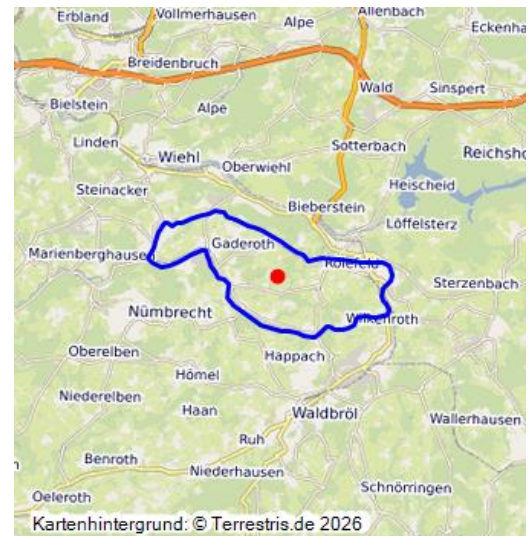 Erbland
Vollmerhausen
Alpe
Allenbach
Eckenha
Breidenbruch
Wald
Sinspert
Bielstein
Alpe
Linden
Wiehl
Oberwiehl
Sotterbach
Reichsho
Steinacker
Heischeid
Bieberstein
Löffelsterz
Gaderoth
Marienberghausen
Rölefeld
Sterzenbach
Nümbrecht
Wilkenroth
Oberelben
Happach
Hömel
Niederelben
Haan
Waldbröl
Wallerhausen
Ruh
Benroth
Niederhausen
Schnörringen
Oeleroth
Kartenhintergrund: © Terrestris.de 2026